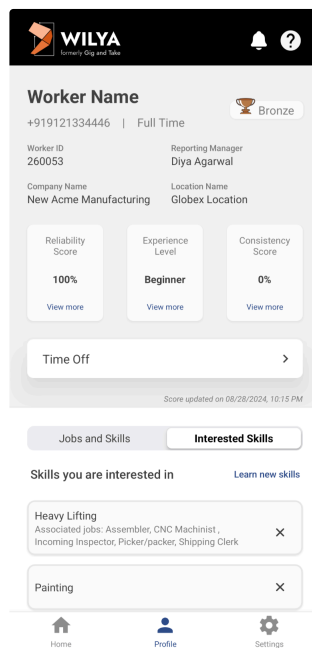 WILYA
formerly Gig and Take
Worker Name
Bronze
+919121334446 | Full Time
Worker ID
260053
Reporting Manager
Diya Agarwal
Company Name
New Acme Manufacturing
Location Name
Globex Location
Reliability
Score
100%
View more
Experience
Level
Beginner
View more
Consistency
Score
0%
View more
Time Off
Score updated on 08/28/2024, 10:15 PM
Jobs and Skills
Interested Skills
Skills you are interested in
Learn new skills
Heavy Lifting
Associated jobs: Assembler, CNC Machinist ,
Incoming Inspector, Picker/packer, Shipping Clerk
Painting
Home
Profile
Settings